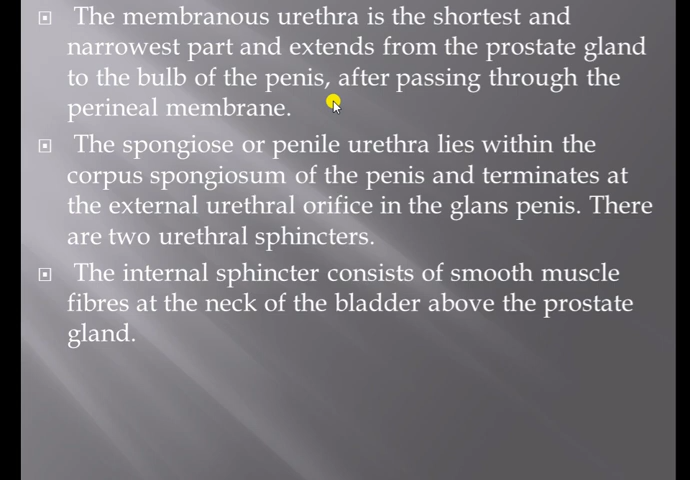 The membranous urethra is the shortest and
narrowest part and extends from the prostate gland
to the bulb of the penis, after passing through the
perineal membrane.
The spongiose or penile urethra lies within the
corpus spongiosum of the penis and terminates at
the external urethral orifice in the glans penis. There
are two urethral sphincters.
The internal sphincter consists of smooth muscle
fibres at the neck of the bladder above the prostate
gland.